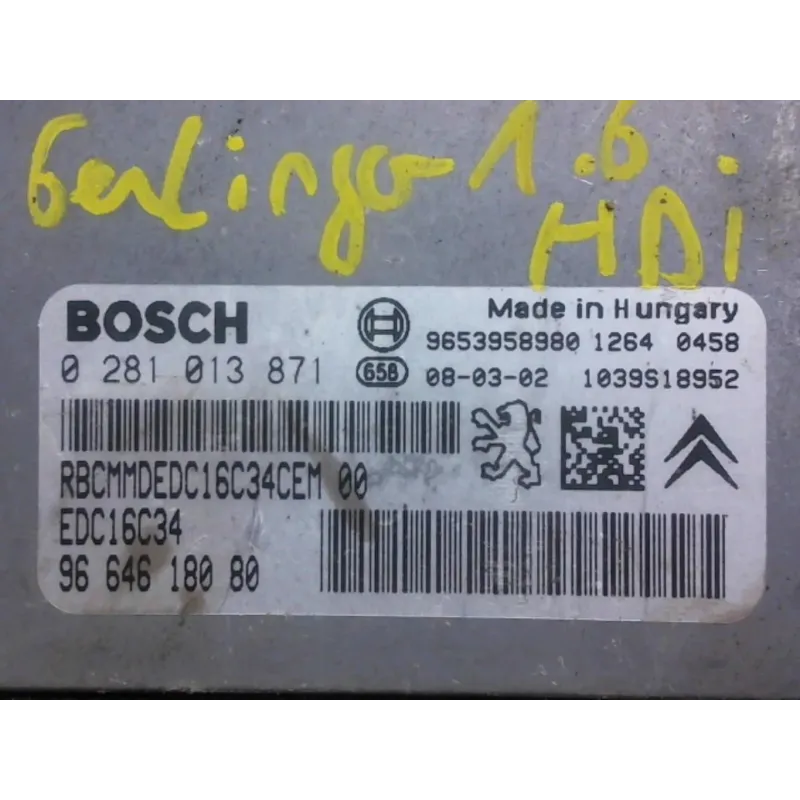 Berlingo 1.6
HDi
BOSCH
Made in Hungary
9653958980 1264 0458
0 281 013 871
658
08-03-02 1039S18952
RBCMMDEDC16C34CEM 00
EDC16C34
96 646 180 80